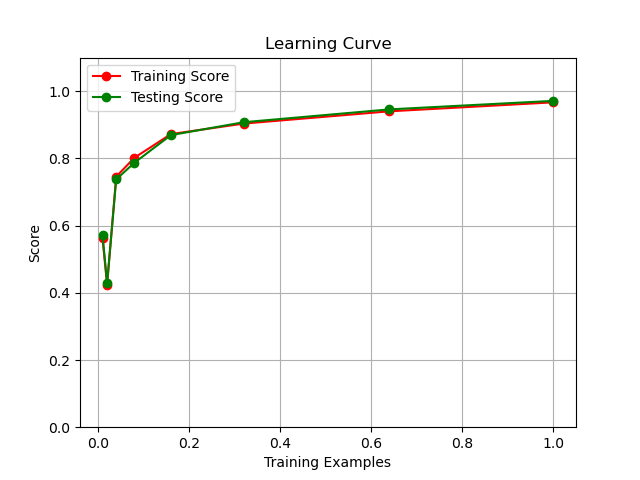 Learning Curve
Training Score
Testing Score
1.0
0.8
0.6
0.4
0.2
0.0
Score
0.0 0.2 0.4 0.6 0.8 1.0
Training Examples